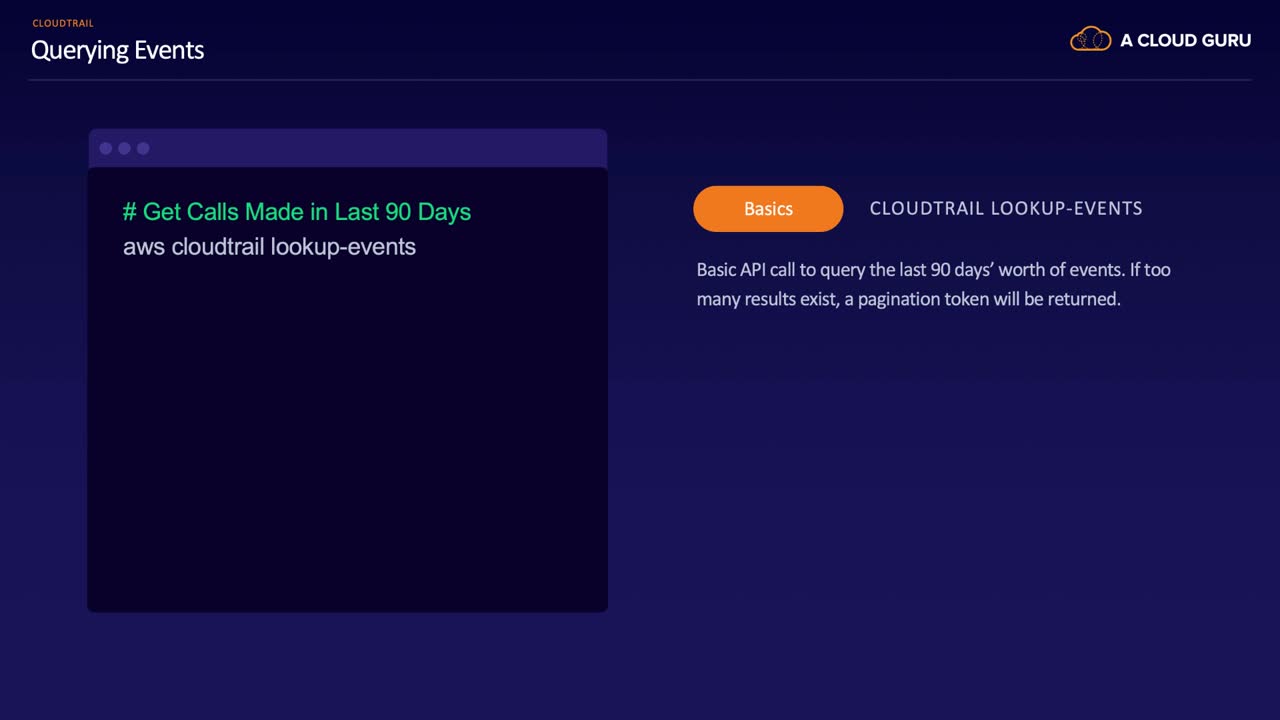 CLOUDTRAIL
Querying Events
A CLOUD GURU
# Get Calls Made in Last 90 Days
aws cloudtrail lookup-events
Basics
CLOUDTRAIL LOOKUP-EVENTS
Basic API call to query the last 90 days’ worth of events. If too
many results exist, a pagination token will be returned.